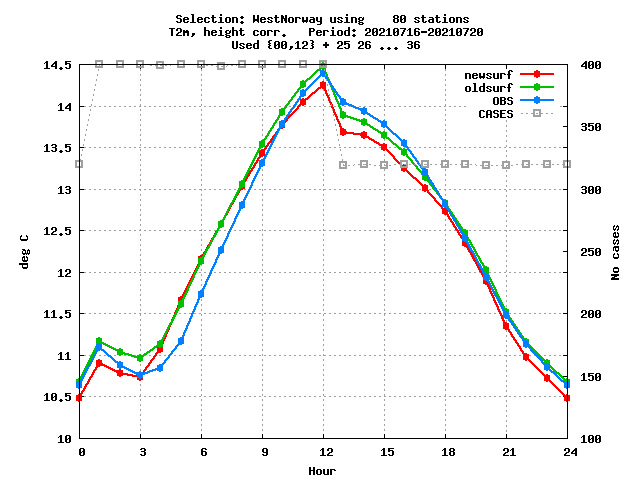 Selection: WestNorway using    80 stations
T2m, height corr.   Period: 20210716-20210720
Used {00,12} + 25 26 ... 36
newsurf
oldsurf
OBS
CASES
14.5
14
13.5
13
12.5
12
11.5
11
10.5
10
deg C
400
350
300
250
200
150
100
No cases
0 3 6 9 12 15 18 21 24
Hour